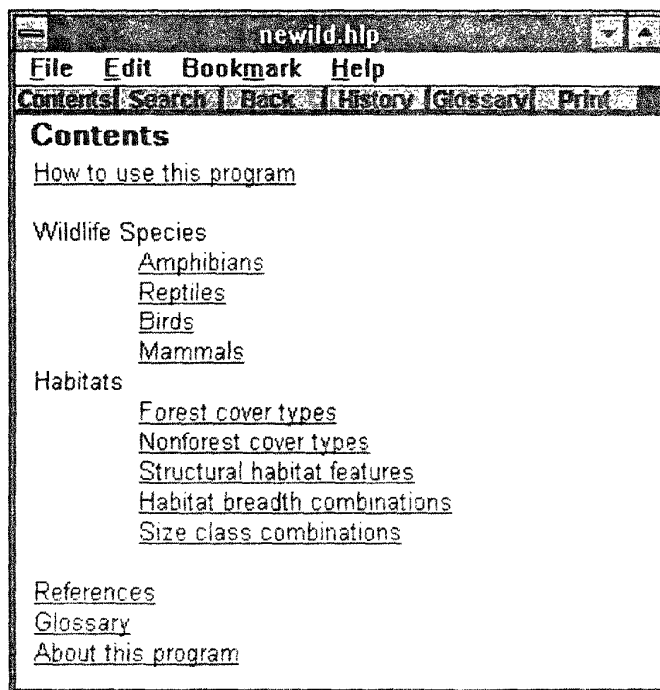 newild.hlp
File Edit Bookmark Help
Contents Search Back History Glossary Print
Contents
How to use this program
Wildlife Species
Amphibians
Reptiles
Birds
Mammals
Habitats
Forest cover types
Nonforest cover types
Structural habitat features
Habitat breadth combinations
Size class combinations
References
Glossary
About this program